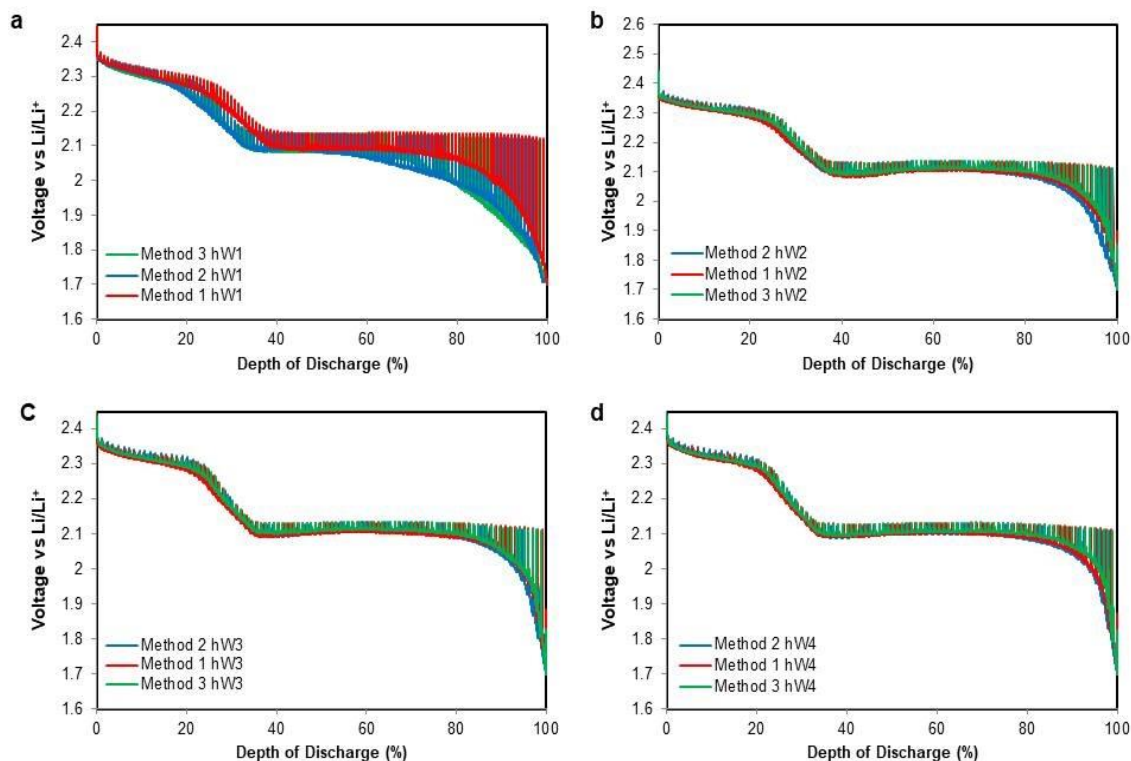 a
Voltage vs Li/Li⁺
2.4
2.3
2.2
2.1
2
1.9
1.8
1.7
1.6
Method 3 hW1
Method 2 hW1
Method 1 hW1
0 20 40 60 80 100
Depth of Discharge (%)
b
Voltage vs Li/Li⁺
2.6
2.5
2.4
2.3
2.2
2.1
2
1.9
1.8
1.7
1.6
Method 2 hW2
Method 1 hW2
Method 3 hW2
0 20 40 60 80 100
Depth of Discharge (%)
C
Voltage vs Li/Li⁺
2.4
2.3
2.2
2.1
2
1.9
1.8
1.7
1.6
Method 2 hW3
Method 1 hW3
Method 3 hW3
0 20 40 60 80 100
Depth of Discharge (%)
d
Voltage vs Li/Li⁺
2.4
2.3
2.2
2.1
2
1.9
1.8
1.7
1.6
Method 2 hW4
Method 1 hW4
Method 3 hW4
0 20 40 60 80 100
Depth of Discharge (%)